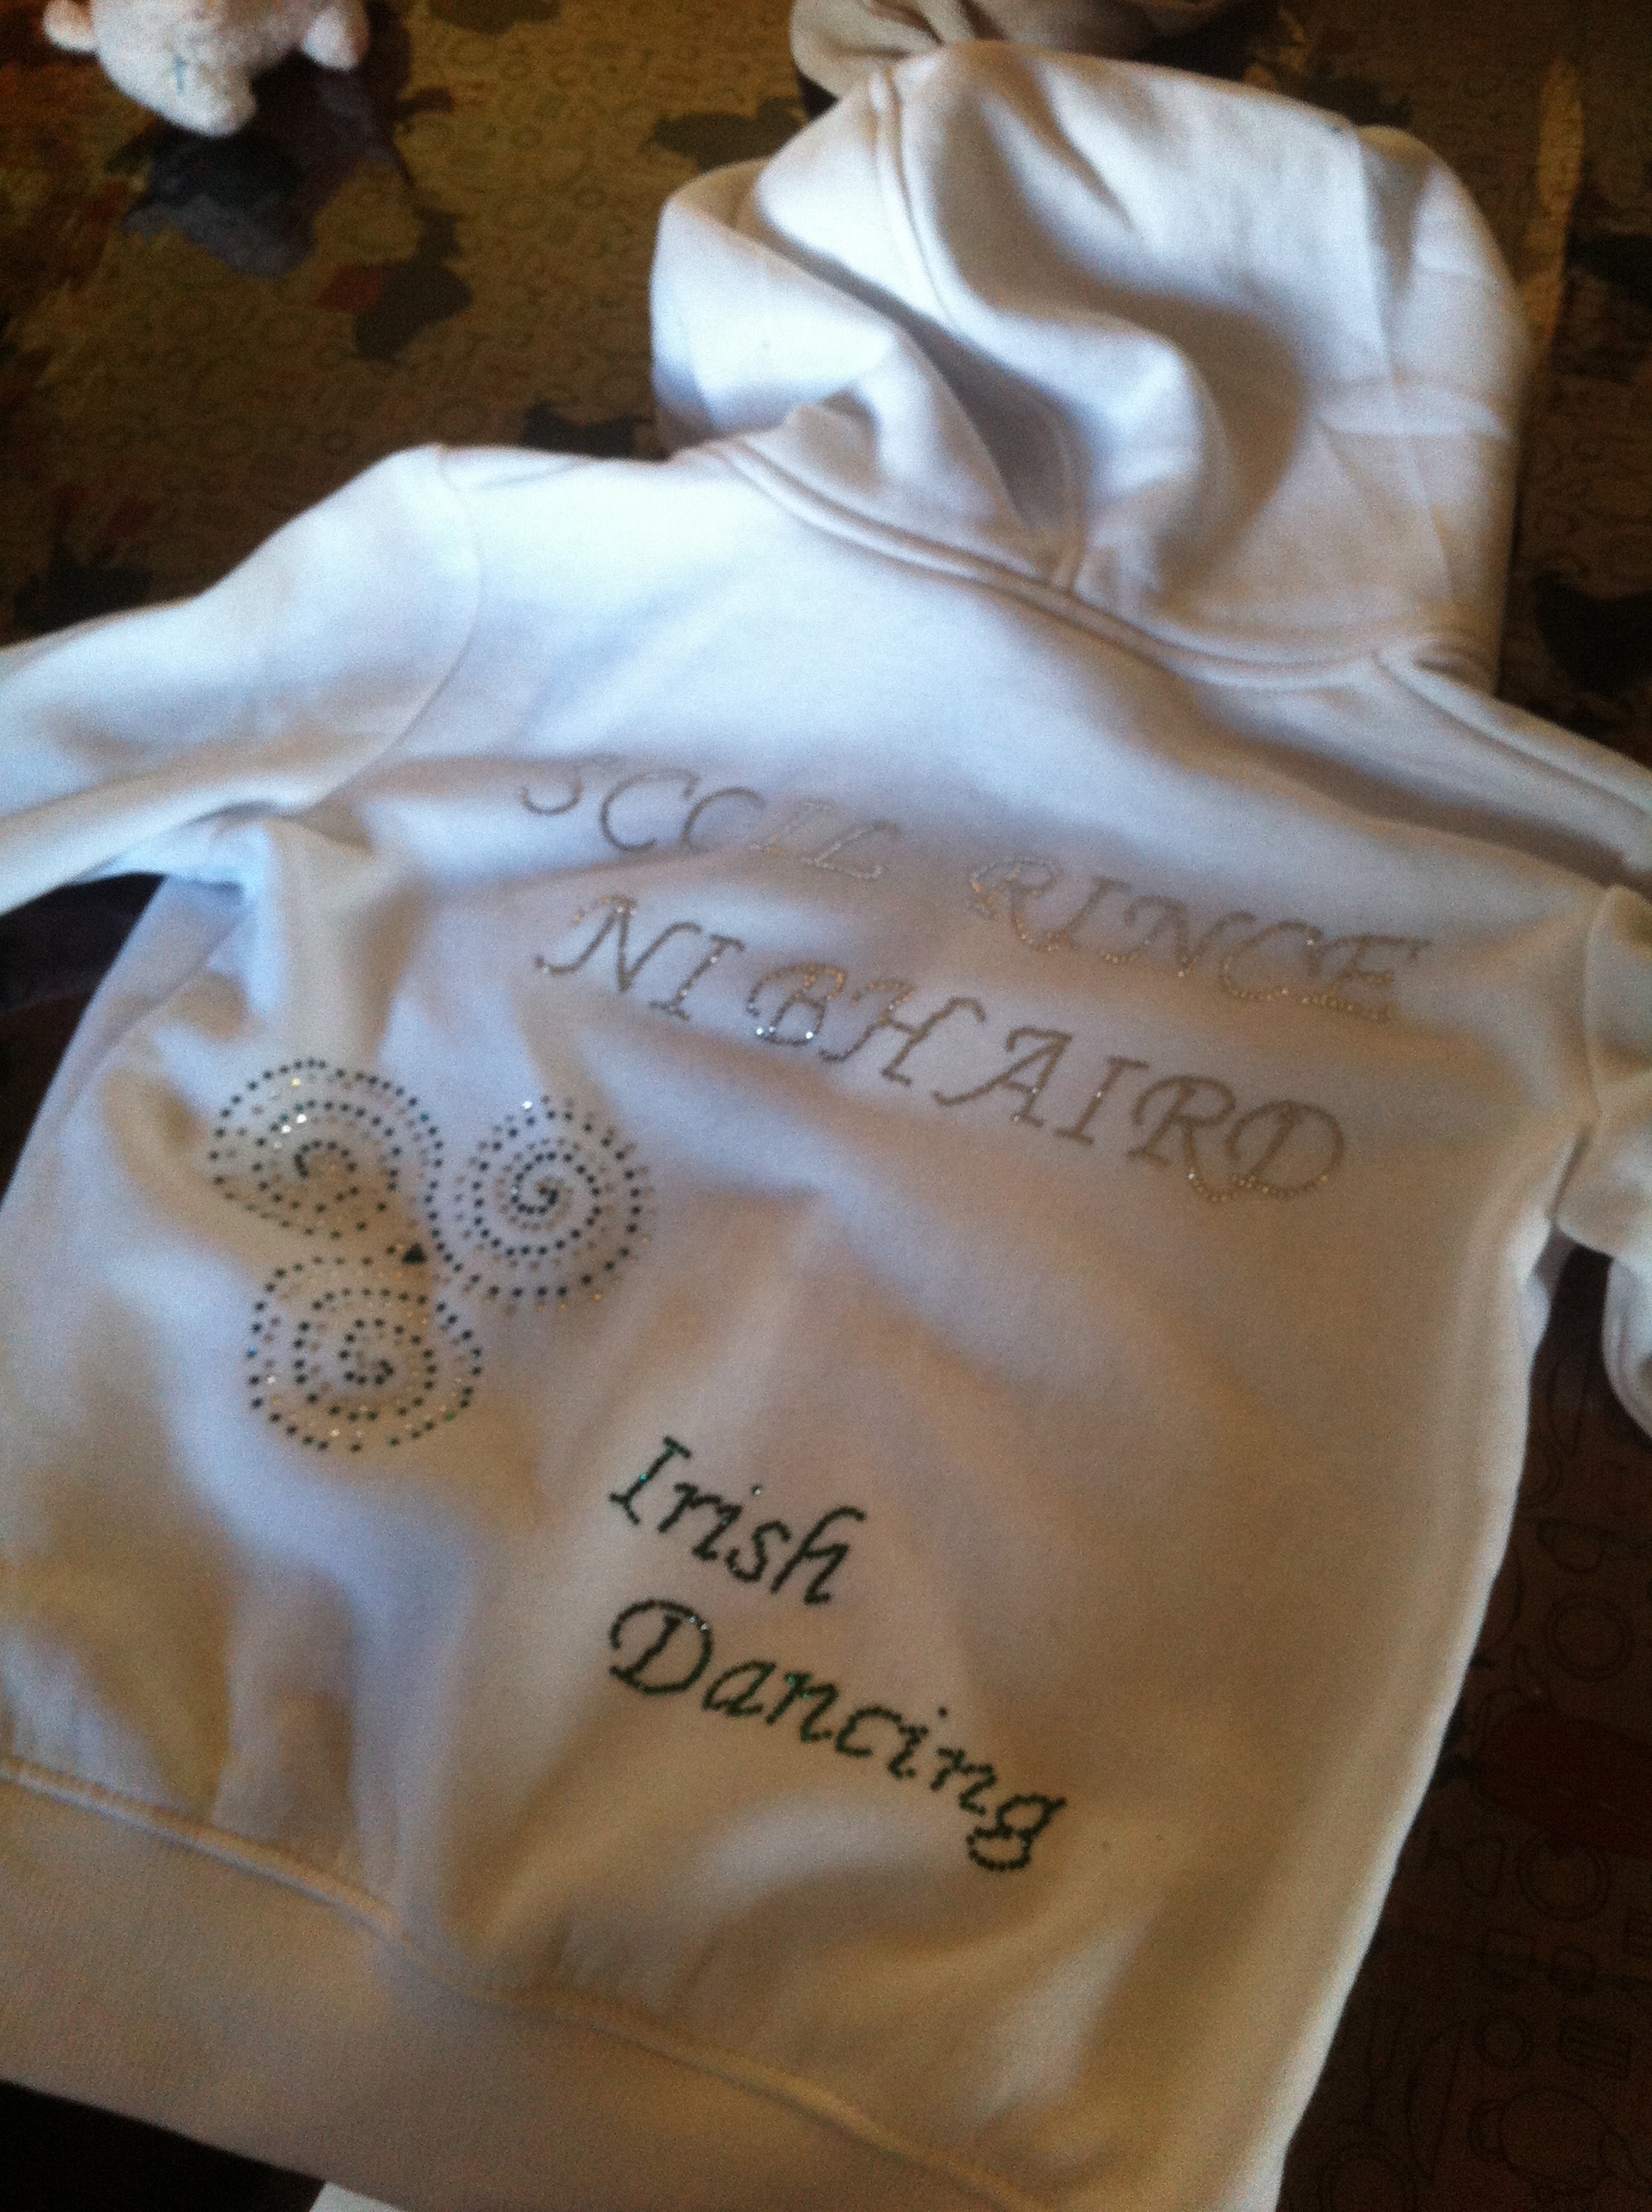 SCOIL RINCE
NI BHAIRD
Irish
Dancing